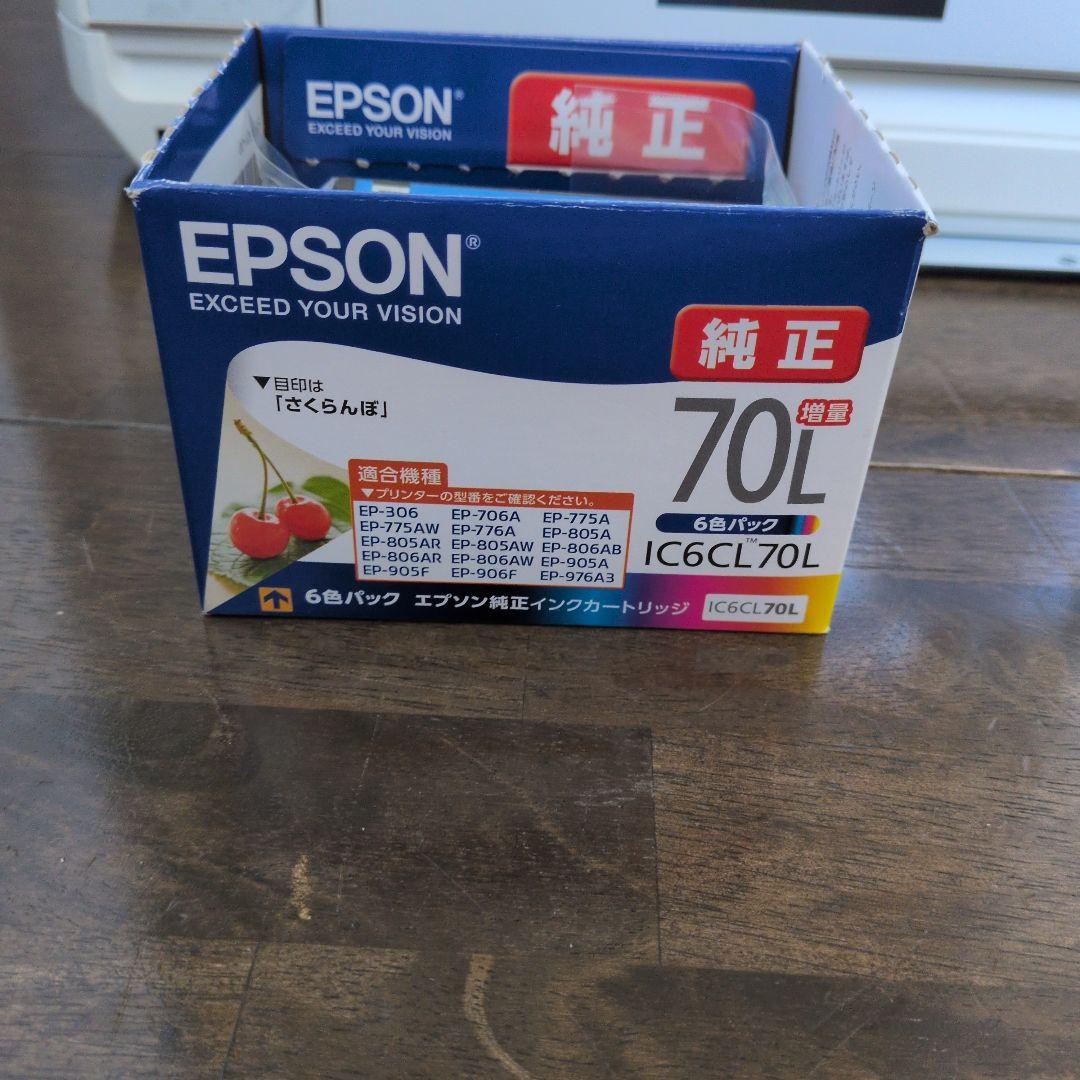 EPSON®
EXCEED YOUR VISION
純正
EPSON®
EXCEED YOUR VISION
純正
▼目印は
「さくらんぼ」
70L 増量
6色パック
IC6CL™70L
適合機種
▼プリンターの型番をご確認ください。
EP-306 EP-706A EP-775A
EP-775AW EP-776A EP-805A
EP-805AR EP-805AW EP-806AB
EP-806AR EP-806AW EP-905A
EP-905F EP-906F EP-976A3
6色パック エプソン純正インクカートリッジ IC6CL70L